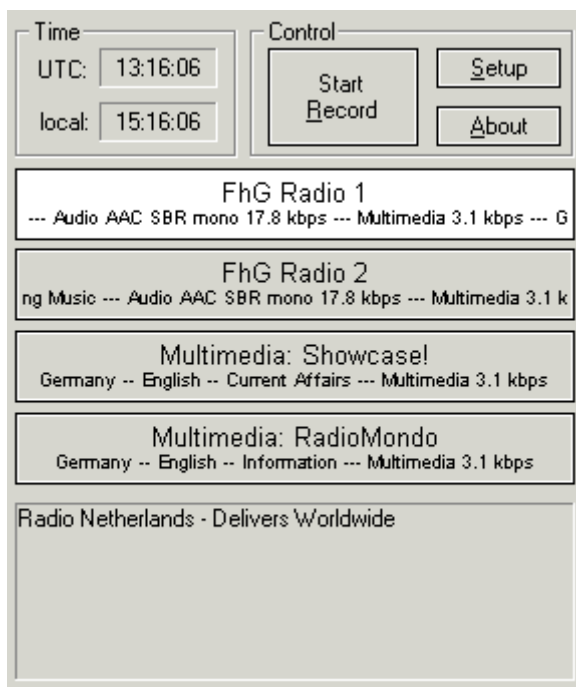 Time
UTC: 13:16:06
local: 15:16:06
Control
Start
Record
Setup
About
FhG Radio 1
--- Audio AAC SBR mono 17.8 kbps --- Multimedia 3.1 kbps --- G
FhG Radio 2
ng Music --- Audio AAC SBR mono 17.8 kbps --- Multimedia 3.1 k
Multimedia: Showcase!
Germany -- English -- Current Affairs --- Multimedia 3.1 kbps
Multimedia: RadioMondo
Germany -- English -- Information --- Multimedia 3.1 kbps
Radio Netherlands - Delivers Worldwide